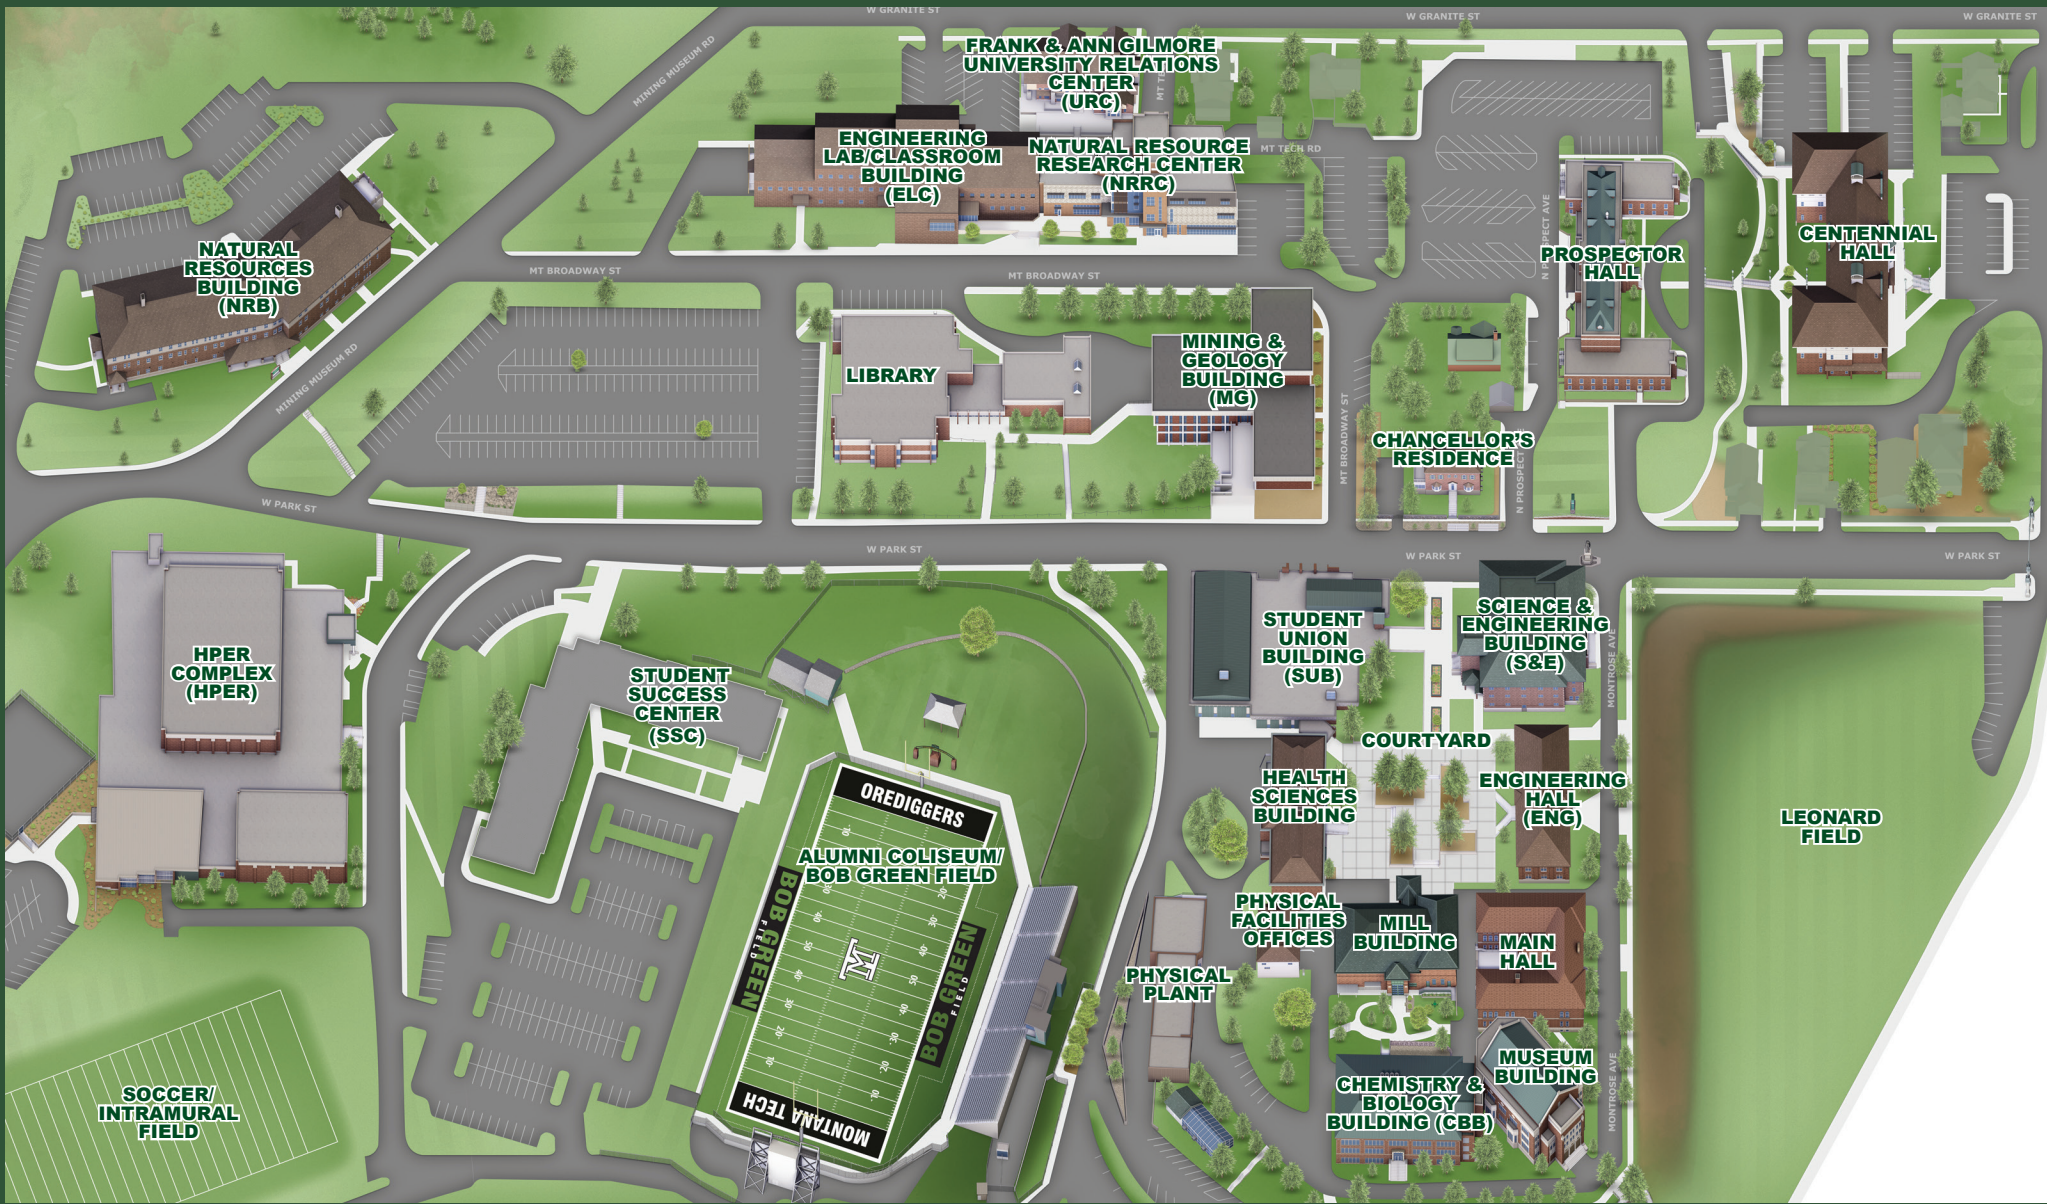 W GRANITE ST
W GRANITE ST
W GRANITE ST
MINING MUSEUM RD
FRANK & ANN GILMORE
UNIVERSITY RELATIONS
CENTER
(URC)
ENGINEERING
LAB/CLASSROOM
BUILDING
(ELC)
NATURAL RESOURCE
RESEARCH CENTER
(NRRC)
MT TECH RD
NATURAL
RESOURCES
BUILDING
(NRB)
MT BROADWAY ST
MT BROADWAY ST
PROSPECTOR
HALL
CENTENNIAL
HALL
MINING MUSEUM RD
LIBRARY
MINING &
GEOLOGY
BUILDING
(MG)
MT BROADWAY ST
CHANCELLOR'S
RESIDENCE
W PARK ST
W PARK ST
W PARK ST
W PARK ST
HPER
COMPLEX
(HPER)
STUDENT
SUCCESS
CENTER
(SSC)
STUDENT
UNION
BUILDING
(SUB)
SCIENCE &
ENGINEERING
BUILDING
(S&E)
MONTROSE AVE
COURTYARD
HEALTH
SCIENCES
BUILDING
ENGINEERING
HALL
(ENG)
LEONARD
FIELD
OREDIGGERS
ALUMNI COLISEUM/
BOB GREEN FIELD
BOB GREEN
FIELD
BOB GREEN
FIELD
M
MONTANA TECH
PHYSICAL
FACILITIES
OFFICES
MILL
BUILDING
MAIN
HALL
PHYSICAL
PLANT
MUSEUM
BUILDING
CHEMISTRY &
BIOLOGY
BUILDING (CBB)
MONTROSE AVE
SOCCER/
INTRAMURAL
FIELD